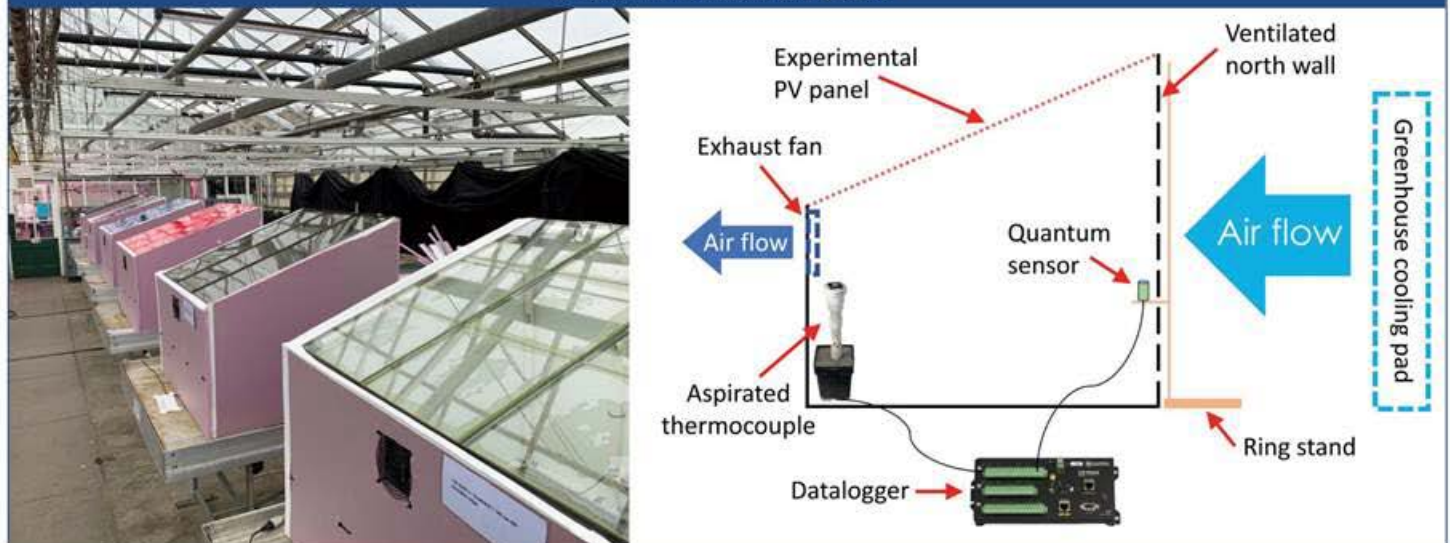 Experimental
PV panel
Ventilated
north wall
Exhaust fan
Air flow
Quantum
sensor
Air flow
Greenhouse cooling pad
Aspirated
thermocouple
Ring stand
Datalogger